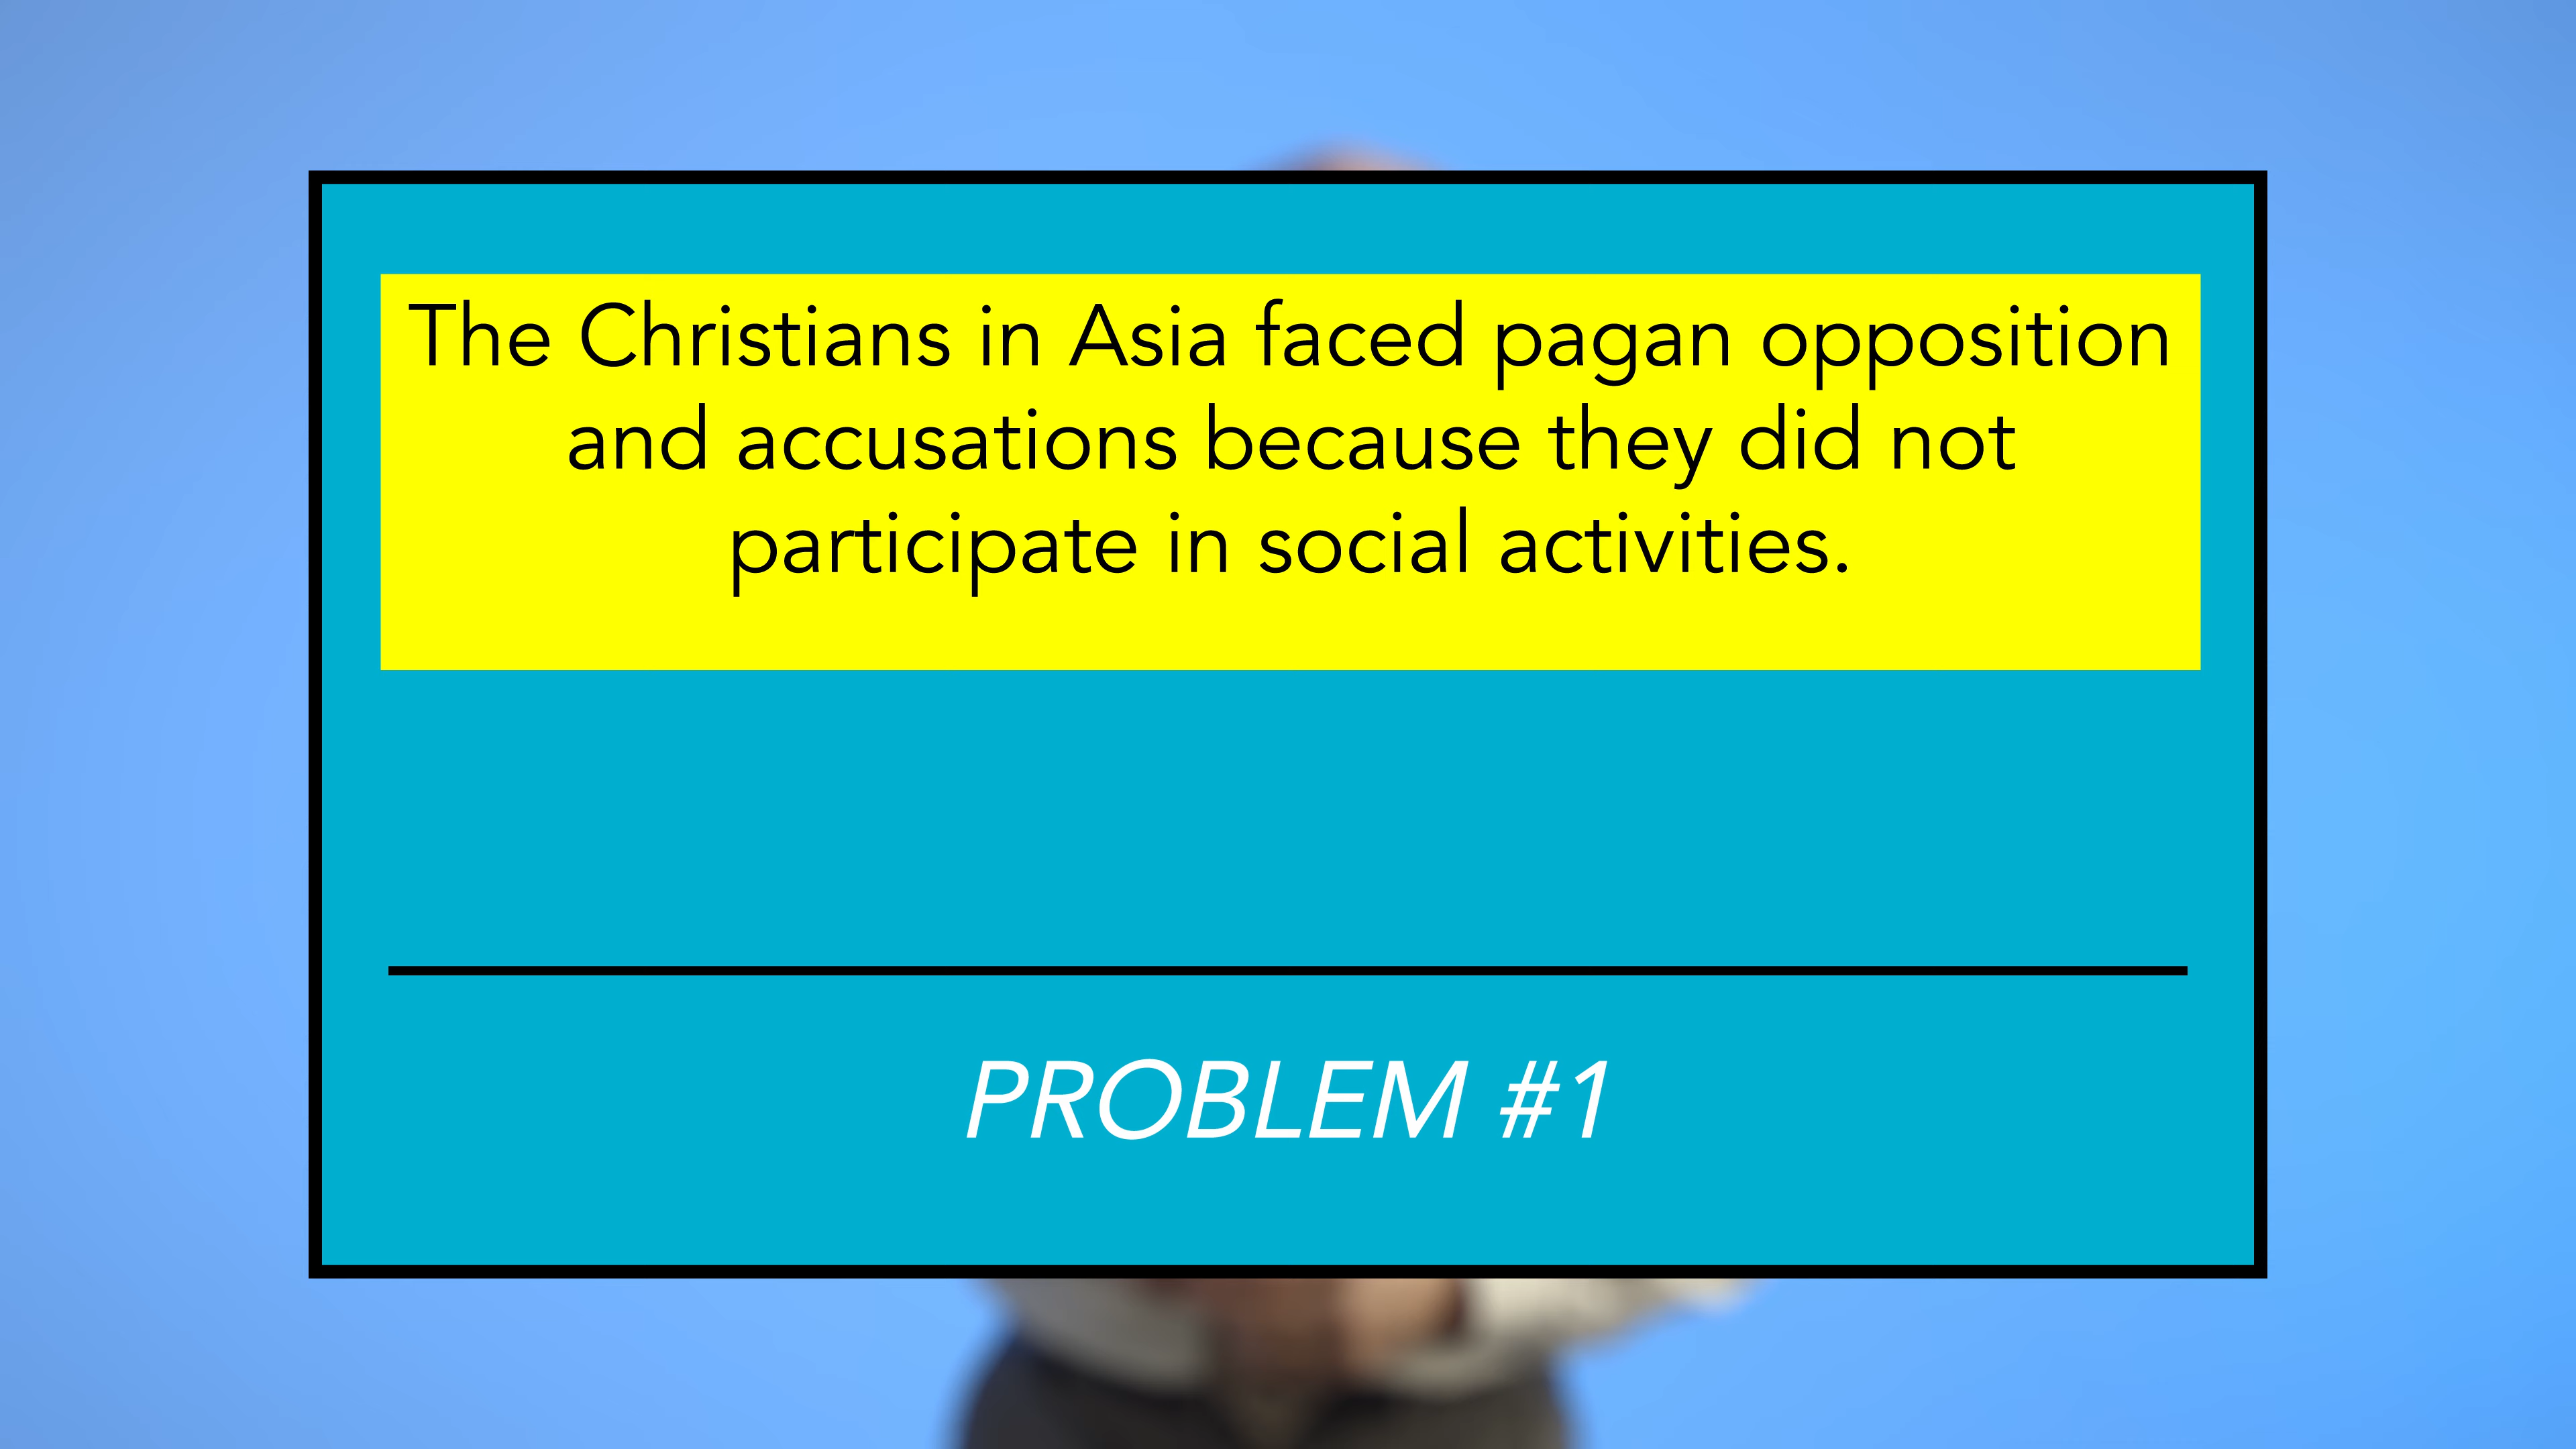 The Christians in Asia faced pagan opposition
and accusations because they did not
participate in social activities.
PROBLEM #1